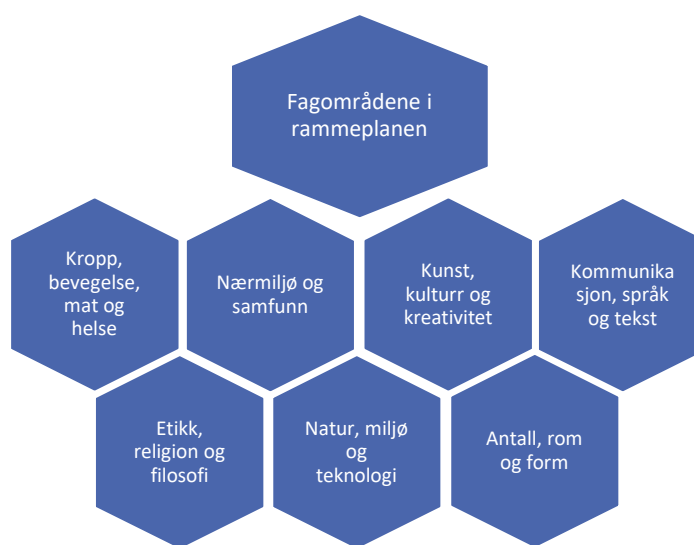 Fagområdene i
rammeplanen
Kropp,
bevegelse,
mat og
helse
Nærmiljø og
samfunn
Kunst,
kulturr og
kreativitet
Kommunika
sjon, språk
og tekst
Etikk,
religion og
filosofi
Natur, miljø
og
teknologi
Antall, rom
og form